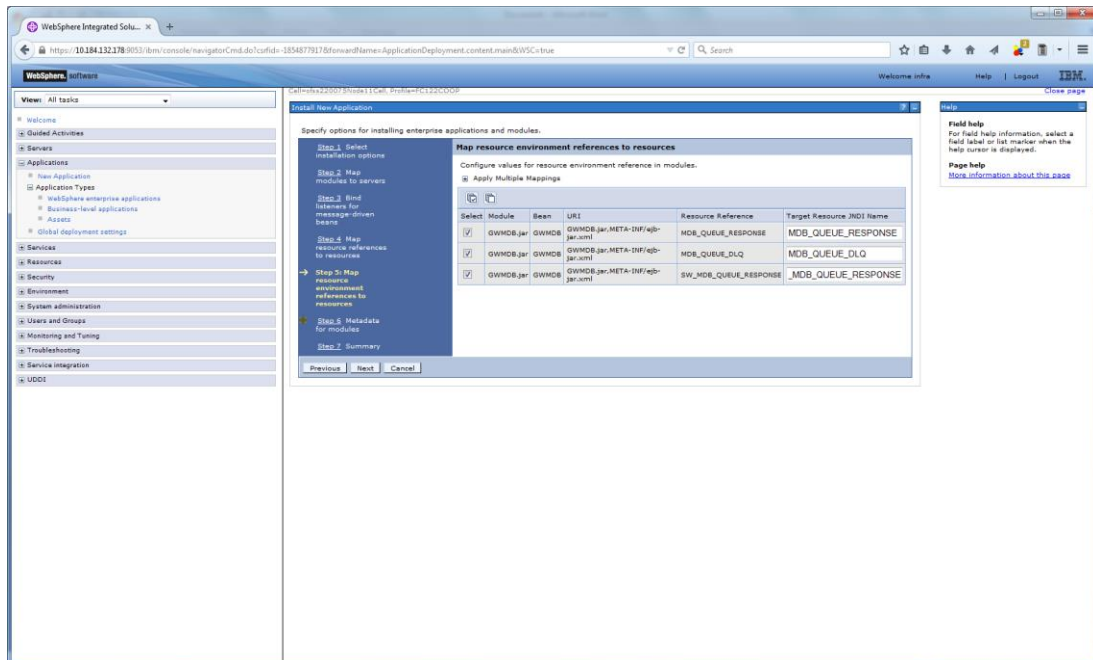 WebSphere Integrated Solu... × +
https://10.184.132.178:9053/ibm/console/navigatorCmd.do?csrfid=-1854877917&forwardName=ApplicationDeployment.content.main&WSC=true
Search
WebSphere. software
Welcome infra
Help | Logout
IBM.
View: All tasks
Welcome
Guided Activities
Servers
Applications
New Application
Application Types
WebSphere enterprise applications
Business-level applications
Assets
Global deployment settings
Services
Resources
Security
Environment
System administration
Users and Groups
Monitoring and Tuning
Troubleshooting
Service integration
UDDI
Profile=FC122COOP
Close page
Install New Application
Specify options for installing enterprise applications and modules.
Step 1 Select
installation options
Step 2 Map
modules to servers
Step 3 Bind
listeners for
message-driven
beans
Step 4 Map
resource references
to resources
Step 5: Map
resource
environment
references to
resources
Step 6 Metadata
for modules
Step 7 Summary
Map resource environment references to resources
Configure values for resource environment reference in modules.
Apply Multiple Mappings
Select Module Bean URI Resource Reference Target Resource JNDI Name
GWMDB.jar GWMDB GWMDB.jar,META-INF/ejb-jar.xml MDB_QUEUE_RESPONSE MDB_QUEUE_RESPONSE
GWMDB.jar GWMDB GWMDB.jar,META-INF/ejb-jar.xml MDB_QUEUE_DLQ MDB_QUEUE_DLQ
GWMDB.jar GWMDB GWMDB.jar,META-INF/ejb-jar.xml SW_MDB_QUEUE_RESPONSE _MDB_QUEUE_RESPONSE
Previous Next Cancel
Help
Field help
For field help information, select a
field label or list marker when the
help cursor is displayed.
Page help
More information about this page